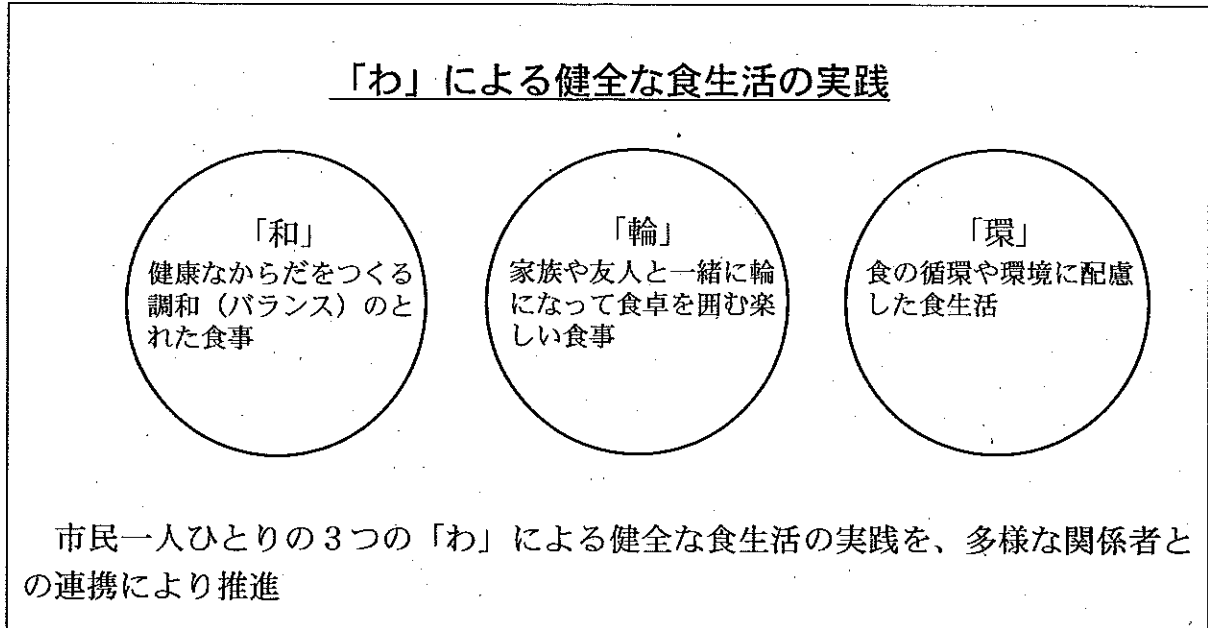 「わ」による健全な食生活の実践
「和」
健康なからだをつくる
調和（バランス）のと
れた食事
「輪」
家族や友人と一緒に輪
になって食卓を囲む楽
しい食事
「環」
食の循環や環境に配慮
した食生活
市民一人ひとりの３つの「わ」による健全な食生活の実践を、多様な関係者と
の連携により推進